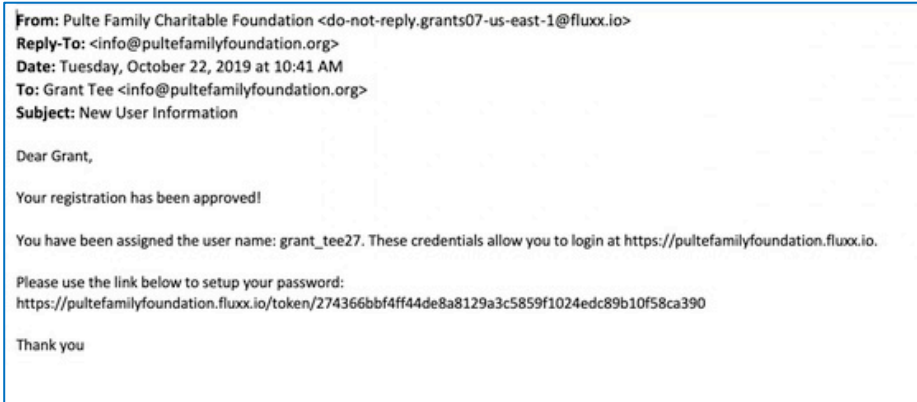 From: Pulte Family Charitable Foundation <do-not-reply.grants07-us-east-1@fluxx.io>
Reply-To: <info@pultefamilyfoundation.org>
Date: Tuesday, October 22, 2019 at 10:41 AM
To: Grant Tee <info@pultefamilyfoundation.org>
Subject: New User Information
Dear Grant,
Your registration has been approved!
You have been assigned the user name: grant_tee27. These credentials allow you to login at https://pultefamilyfoundation.fluxx.io.
Please use the link below to setup your password:
https://pultefamilyfoundation.fluxx.io/token/274366bbf4ff44de8a8129a3c5859f1024edc89b10f58ca390
Thank you